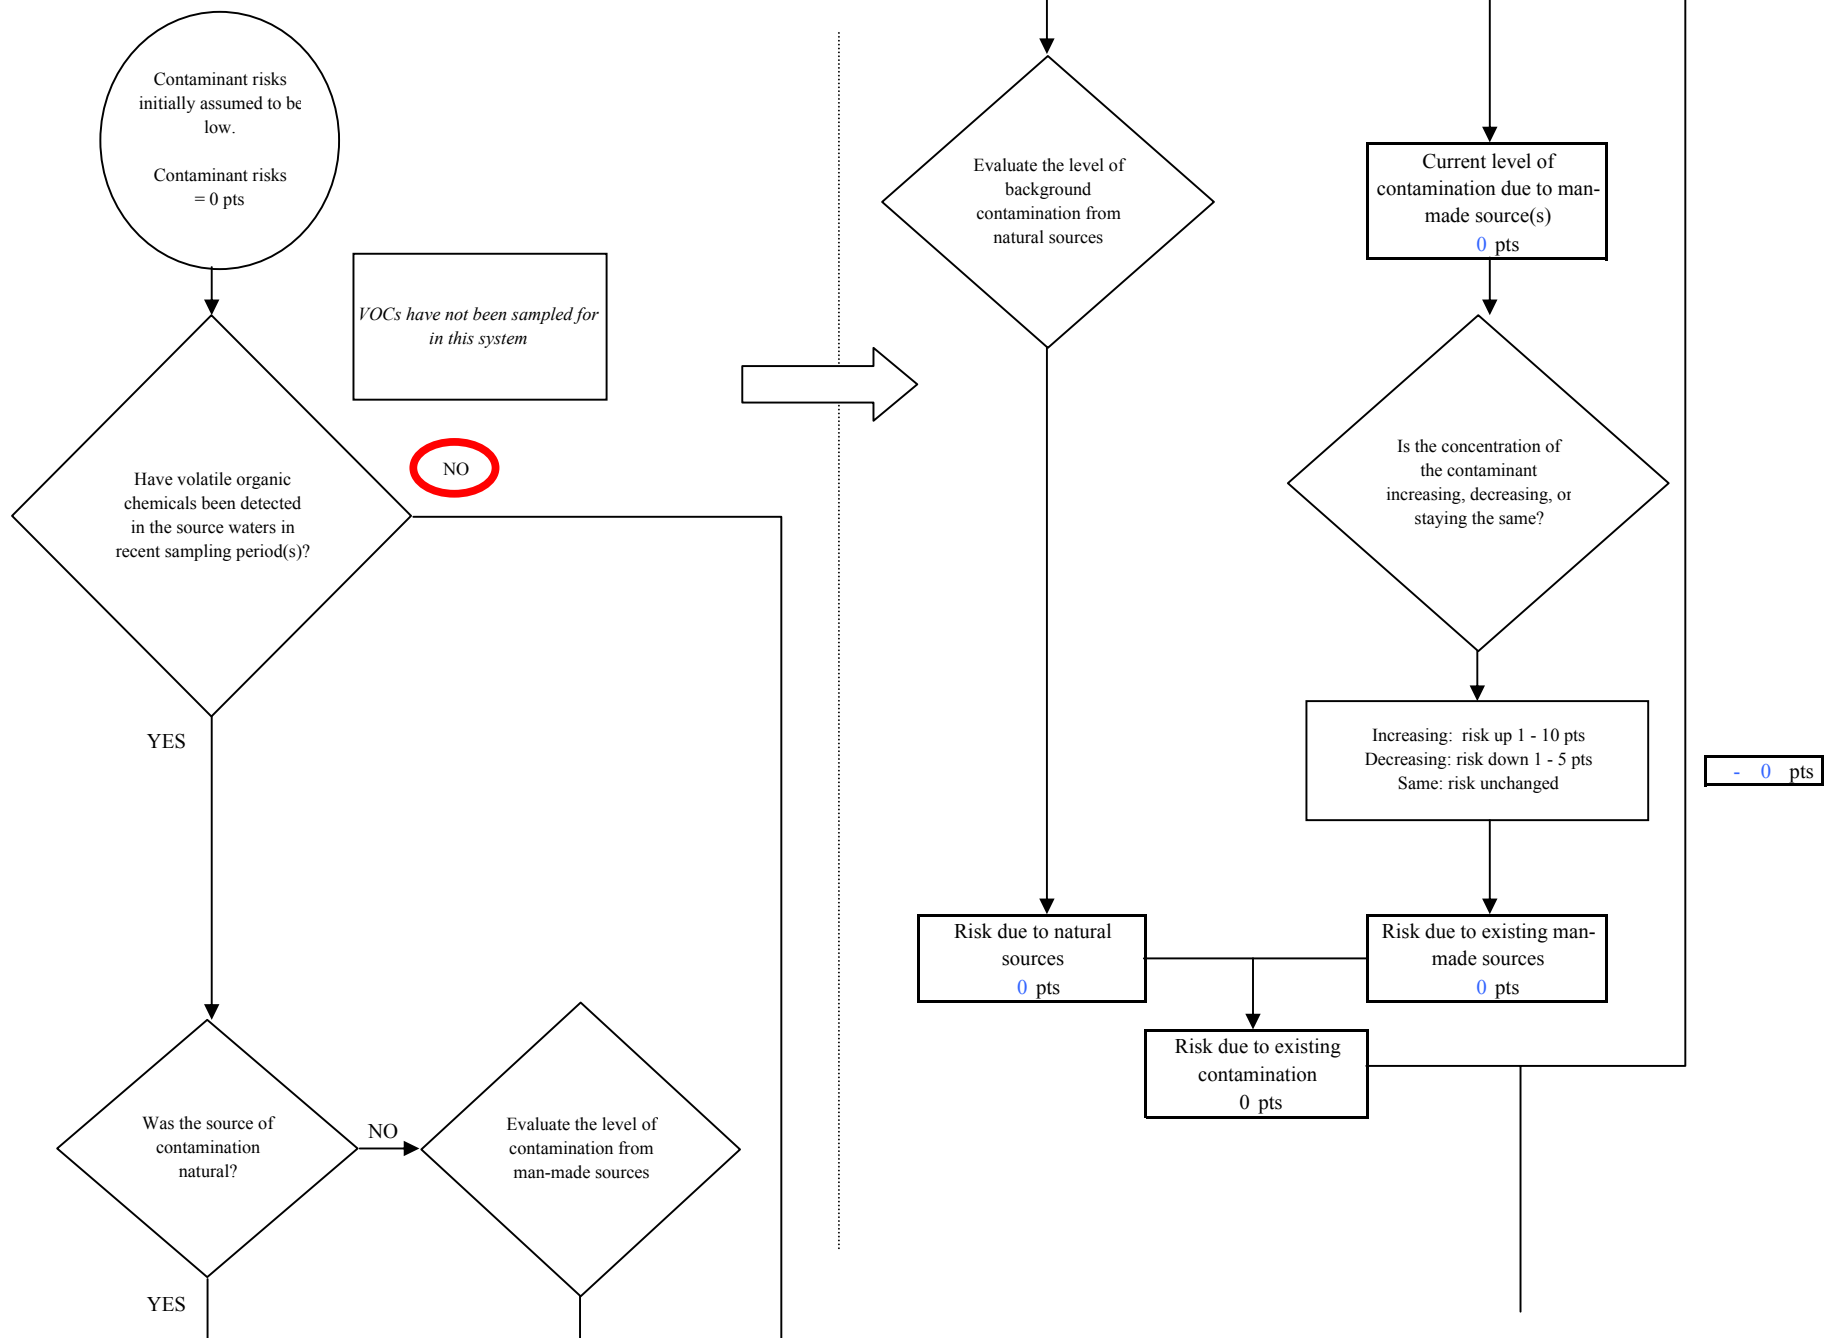 Contaminant risks
initially assumed to be
low.
Contaminant risks
= 0 pts
VOCs have not been sampled for
in this system
NO
Have volatile organic
chemicals been detected
in the source waters in
recent sampling period(s)?
YES
Was the source of
contamination
natural?
NO
Evaluate the level of
contamination from
man-made sources
YES
Evaluate the level of
background
contamination from
natural sources
Current level of
contamination due to man-
made source(s)
0 pts
Is the concentration of
the contaminant
increasing, decreasing, or
staying the same?
Increasing: risk up 1 - 10 pts
Decreasing: risk down 1 - 5 pts
Same: risk unchanged
- 0 pts
Risk due to natural
sources
0 pts
Risk due to existing man-
made sources
0 pts
Risk due to existing
contamination
0 pts